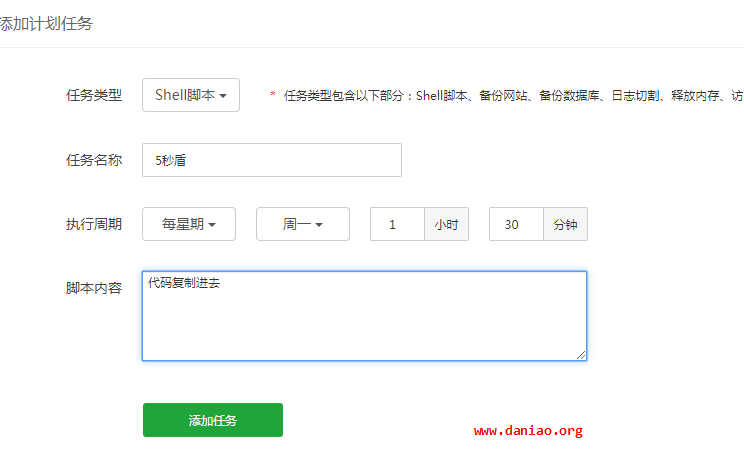 添加计划任务
任务类型 Shell脚本 * 任务类型包含以下部分：Shell脚本、备份网站、备份数据库、日志切割、释放内存、访
任务名称 5秒盾
执行周期 每星期 周一 1 小时 30 分钟
脚本内容 代码复制进去
添加任务
www.daniao.org